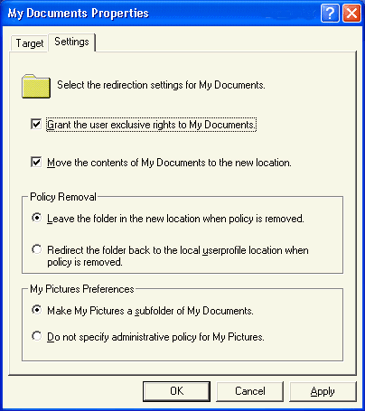 My Documents Properties
Target
Settings
Select the redirection settings for My Documents.
Grant the user exclusive rights to My Documents.
Move the contents of My Documents to the new location.
Policy Removal
Leave the folder in the new location when policy is removed.
Redirect the folder back to the local userprofile location when
policy is removed.
My Pictures Preferences
Make My Pictures a subfolder of My Documents.
Do not specify administrative policy for My Pictures.
OK
Cancel
Apply